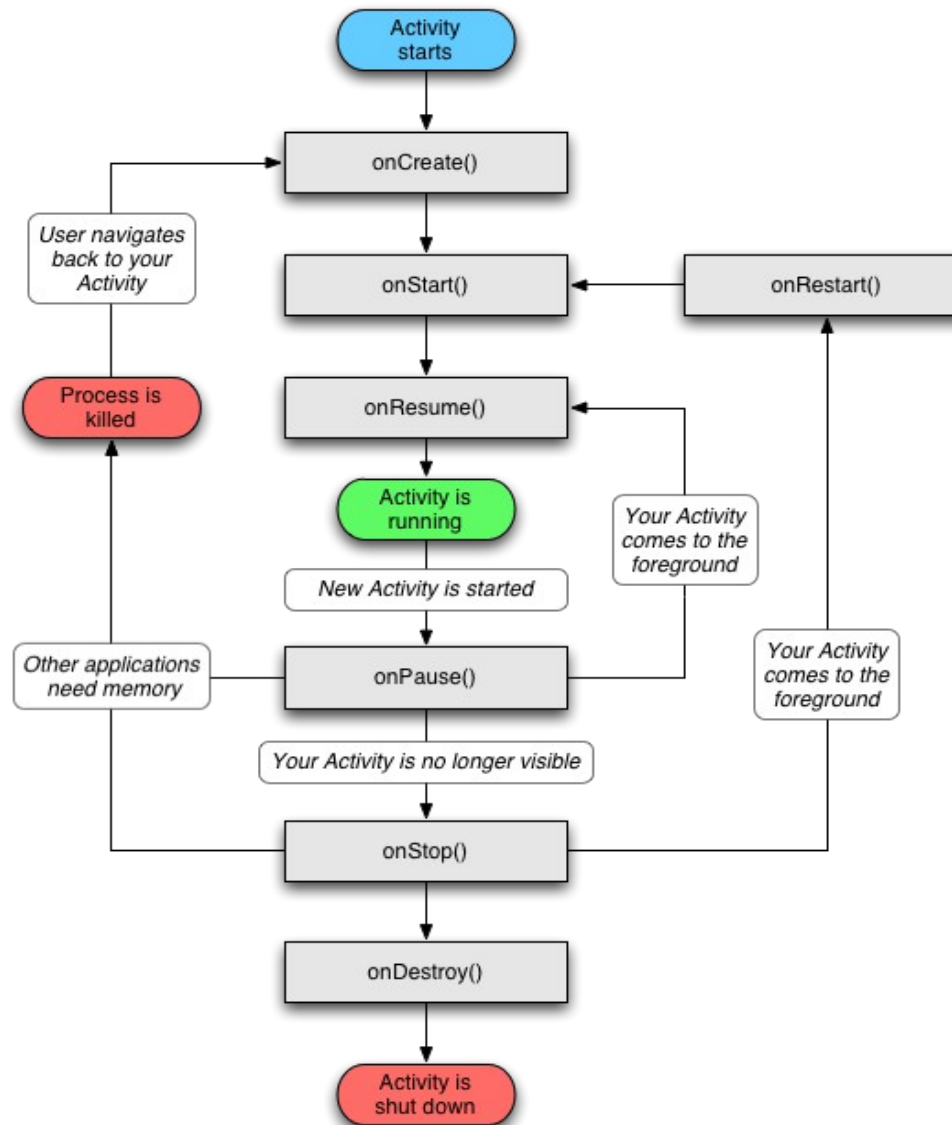 Activity
starts
onCreate()
User navigates
back to your
Activity
onStart()
onRestart()
Process is
killed
onResume()
Activity is
running
Your Activity
comes to the
foreground
New Activity is started
Other applications
need memory
onPause()
Your Activity
comes to the
foreground
Your Activity is no longer visible
onStop()
onDestroy()
Activity is
shut down